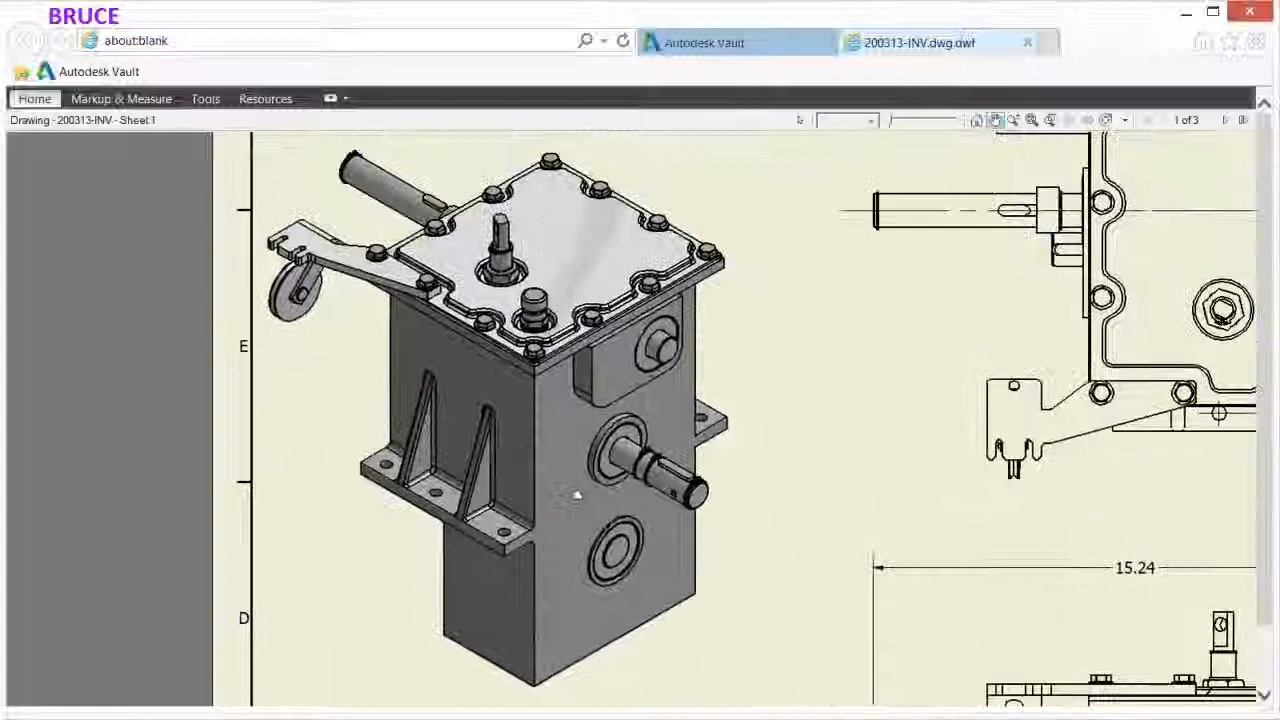 BRUCE
about:blank
Autodesk Vault
200313-INV.dwg.dwf
Autodesk Vault
Home Markup & Measure Tools Resources
Drawing - 200313-INV - Sheet:1
1 of 3
E
15.24
D